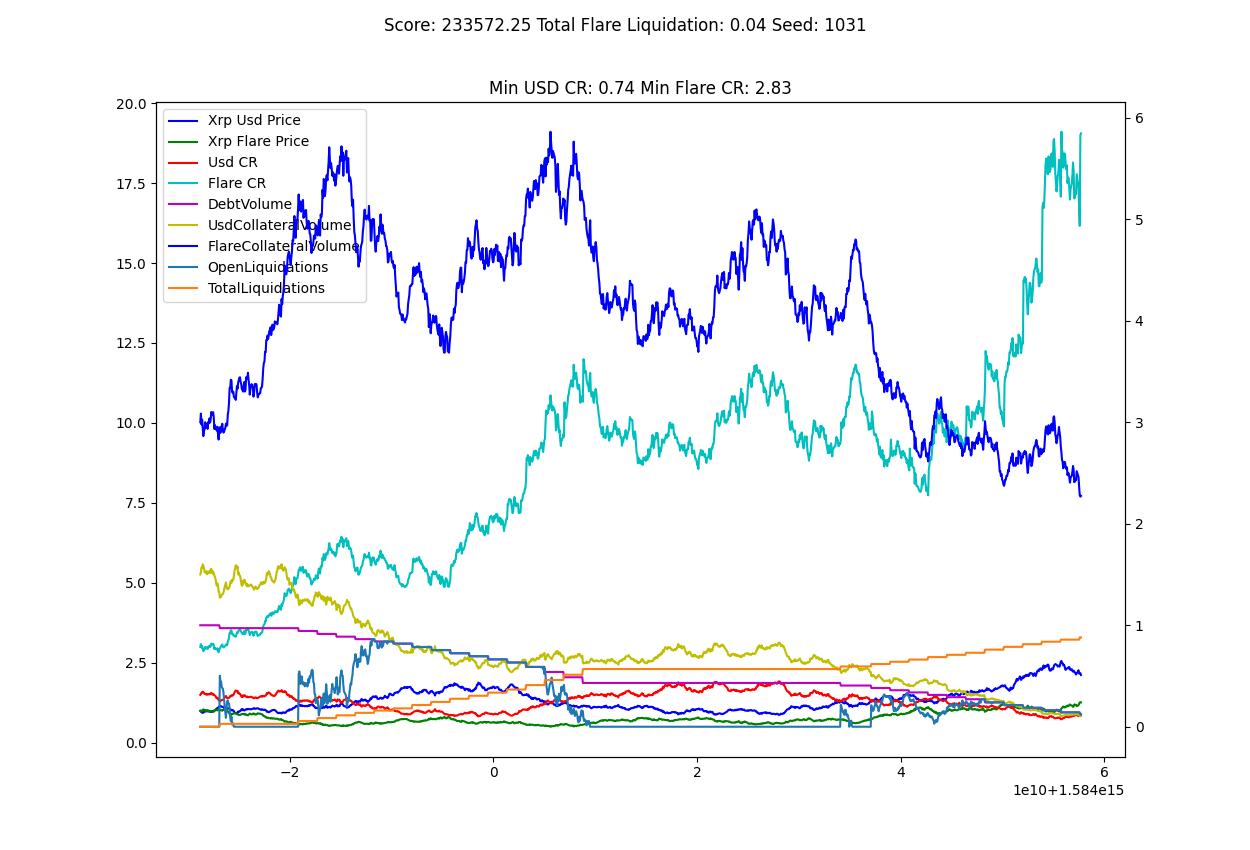 Score: 233572.25 Total Flare Liquidation: 0.04 Seed: 1031
Min USD CR: 0.74 Min Flare CR: 2.83
Xrp Usd Price
Xrp Flare Price
Usd CR
Flare CR
DebtVolume
UsdCollateralVolume
FlareCollateralVolume
OpenLiquidations
TotalLiquidations
20.0
17.5
15.0
12.5
10.0
7.5
5.0
2.5
0.0
6
5
4
3
2
1
0
−2 0 2 4 6
1e10+1.584e15